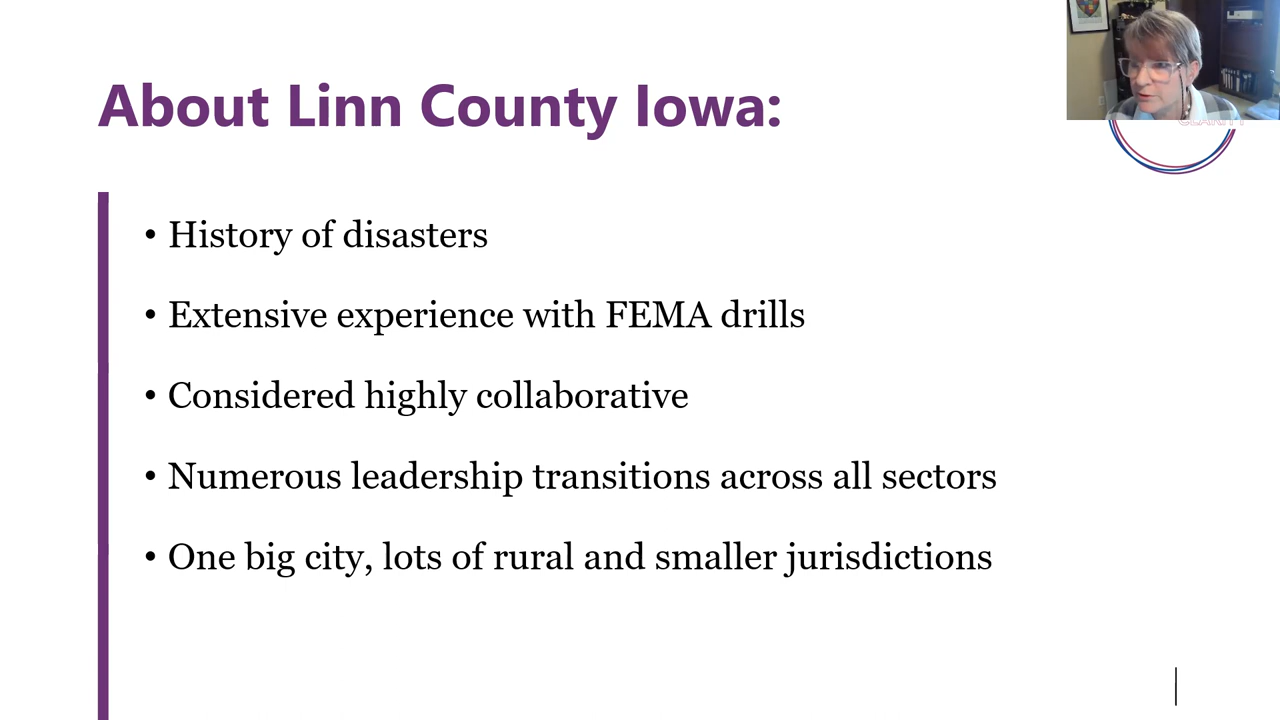 About Linn County Iowa:
• History of disasters
• Extensive experience with FEMA drills
• Considered highly collaborative
• Numerous leadership transitions across all sectors
• One big city, lots of rural and smaller jurisdictions